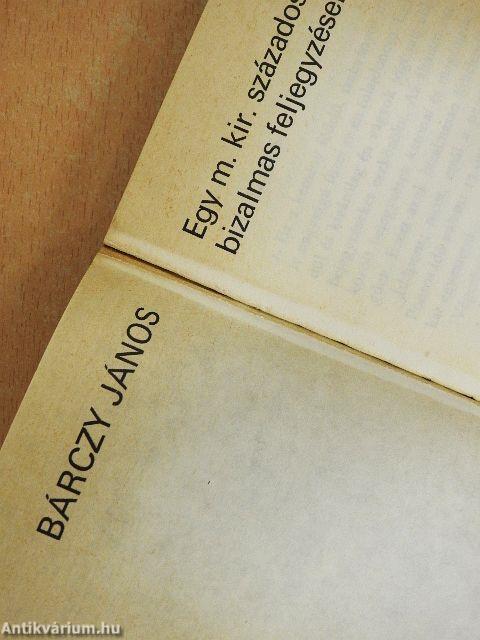 BÁRCZY JÁNOS
Egy m. kir. százados
bizalmas feljegyzései
Antikvárium.hu